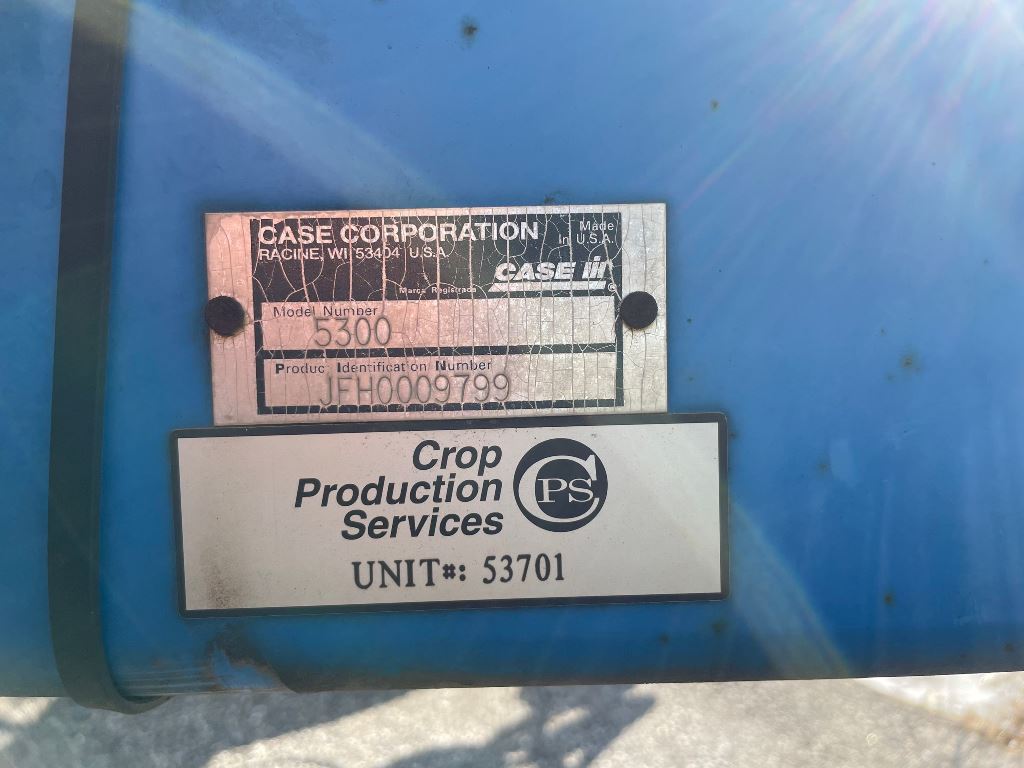 CASE CORPORATION
Made
In U.S.A.
RACINE, WI 53404 U.S.A.
CASE IH
®
Marca Registrada
Model Number
5300
Product Identification Number
JFH0009799
Crop
Production
Services
CPS
UNIT#: 53701